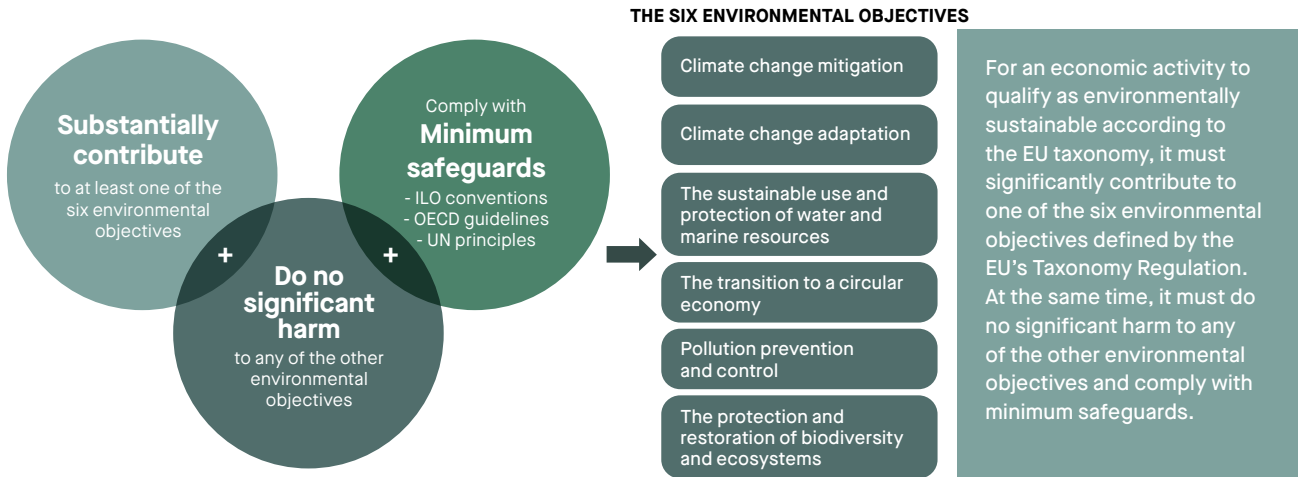 Substantially
contribute
to at least one of the
six environmental
objectives
+
Do no
significant
harm
to any of the other
environmental
objectives
+
Comply with
Minimum
safeguards
- ILO conventions
- OECD guidelines
- UN principles
THE SIX ENVIRONMENTAL OBJECTIVES
Climate change mitigation
Climate change adaptation
The sustainable use and
protection of water and
marine resources
The transition to a circular
economy
Pollution prevention
and control
The protection and
restoration of biodiversity
and ecosystems
For an economic activity to
qualify as environmentally
sustainable according to
the EU taxonomy, it must
significantly contribute to
one of the six environmental
objectives defined by the
EU's Taxonomy Regulation.
At the same time, it must do
no significant harm to any
of the other environmental
objectives and comply with
minimum safeguards.